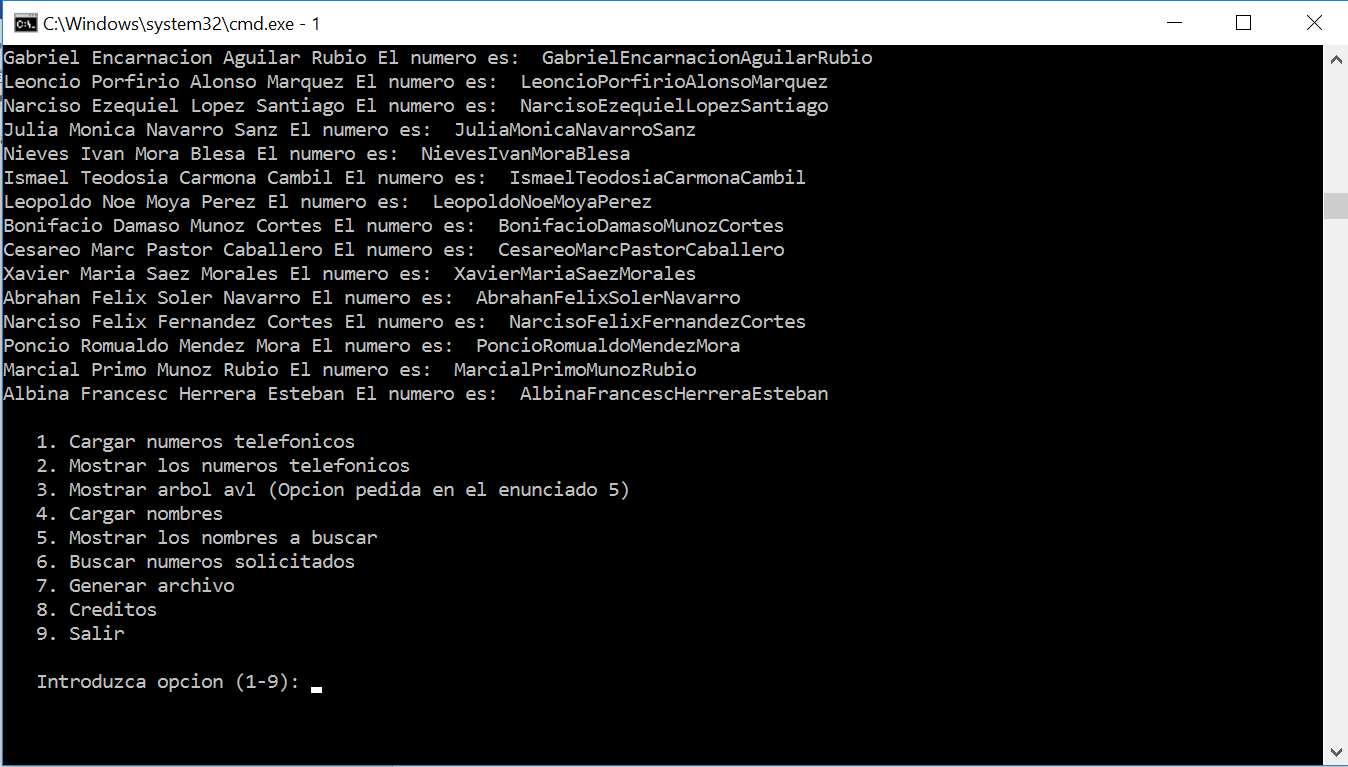 C:\Windows\system32\cmd.exe - 1
Gabriel Encarnacion Aguilar Rubio El numero es:  GabrielEncarnacionAguilarRubio
Leoncio Porfirio Alonso Marquez El numero es:  LeoncioPorfirioAlonsoMarquez
Narciso Ezequiel Lopez Santiago El numero es:  NarcisoEzequielLopezSantiago
Julia Monica Navarro Sanz El numero es:  JuliaMonicaNavarroSanz
Nieves Ivan Mora Blesa El numero es:  NievesIvanMoraBlesa
Ismael Teodosia Carmona Cambil El numero es:  IsmaelTeodosiaCarmonaCambil
Leopoldo Noe Moya Perez El numero es:  LeopoldoNoeMoyaPerez
Bonifacio Damaso Munoz Cortes El numero es:  BonifacioDamasoMunozCortes
Cesareo Marc Pastor Caballero El numero es:  CesareoMarcPastorCaballero
Xavier Maria Saez Morales El numero es:  XavierMariaSaezMorales
Abrahan Felix Soler Navarro El numero es:  AbrahanFelixSolerNavarro
Narciso Felix Fernandez Cortes El numero es:  NarcisoFelixFernandezCortes
Poncio Romualdo Mendez Mora El numero es:  PoncioRomualdoMendezMora
Marcial Primo Munoz Rubio El numero es:  MarcialPrimoMunozRubio
Albina Francesc Herrera Esteban El numero es:  AlbinaFrancescHerreraEsteban
1. Cargar numeros telefonicos
2. Mostrar los numeros telefonicos
3. Mostrar arbol avl (Opcion pedida en el enunciado 5)
4. Cargar nombres
5. Mostrar los nombres a buscar
6. Buscar numeros solicitados
7. Generar archivo
8. Creditos
9. Salir
Introduzca opcion (1-9):